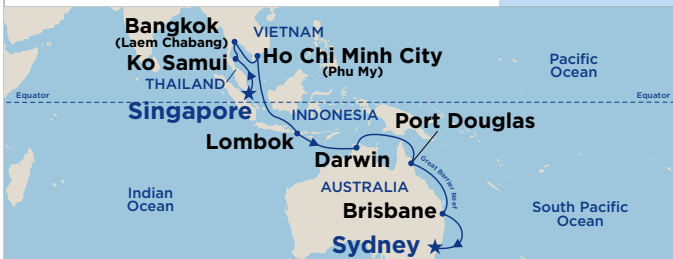 Bangkok
(Laem Chabang)
VIETNAM
Ho Chi Minh City
(Phu My)
Ko Samui
THAILAND
Pacific
Ocean
Equator
Equator
Singapore
INDONESIA
Port Douglas
Lombok
Darwin
Great Barrier Reef
AUSTRALIA
Indian
Ocean
Brisbane
South Pacific
Ocean
Sydney